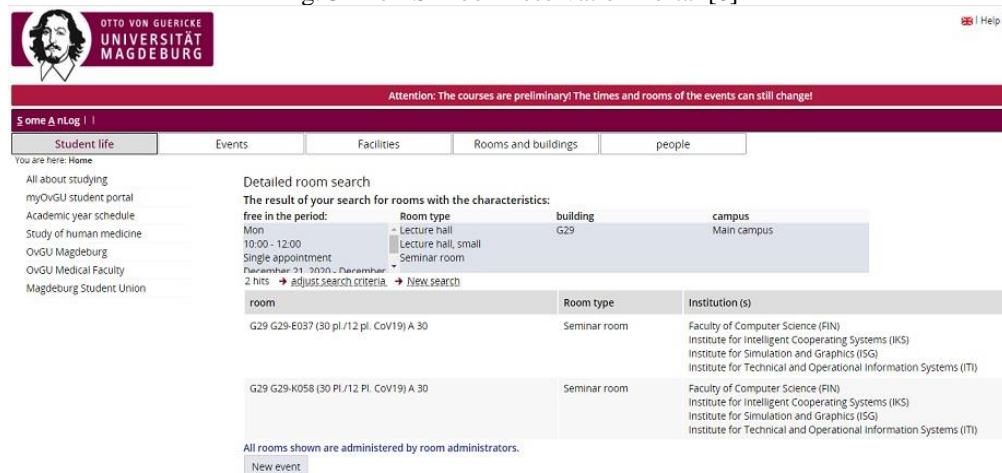 OTTO VON GUERICKE
UNIVERSITÄT
MAGDEBURG
| Help
Attention: The courses are preliminary! The times and rooms of the events can still change!
S ome A nLog | |
Student life Events Facilities Rooms and buildings people
You are here: Home
All about studying
myOvGU student portal
Academic year schedule
Study of human medicine
OvGU Magdeburg
OvGU Medical Faculty
Magdeburg Student Union
Detailed room search
The result of your search for rooms with the characteristics:
free in the period: Room type building campus
Mon Lecture hall G29 Main campus
10:00 - 12:00 Lecture hall, small
Single appointment Seminar room
December 21, 2020 - December
2 hits → adjust search criteria → New search
room Room type Institution (s)
G29 G29-E037 (30 pl./12 pl. CoV19) A 30 Seminar room Faculty of Computer Science (FIN)
Institute for Intelligent Cooperating Systems (IKS)
Institute for Simulation and Graphics (ISG)
Institute for Technical and Operational Information Systems (ITI)
G29 G29-K058 (30 Pl./12 Pl. CoV19) A 30 Seminar room Faculty of Computer Science (FIN)
Institute for Intelligent Cooperating Systems (IKS)
Institute for Simulation and Graphics (ISG)
Institute for Technical and Operational Information Systems (ITI)
All rooms shown are administered by room administrators.
New event